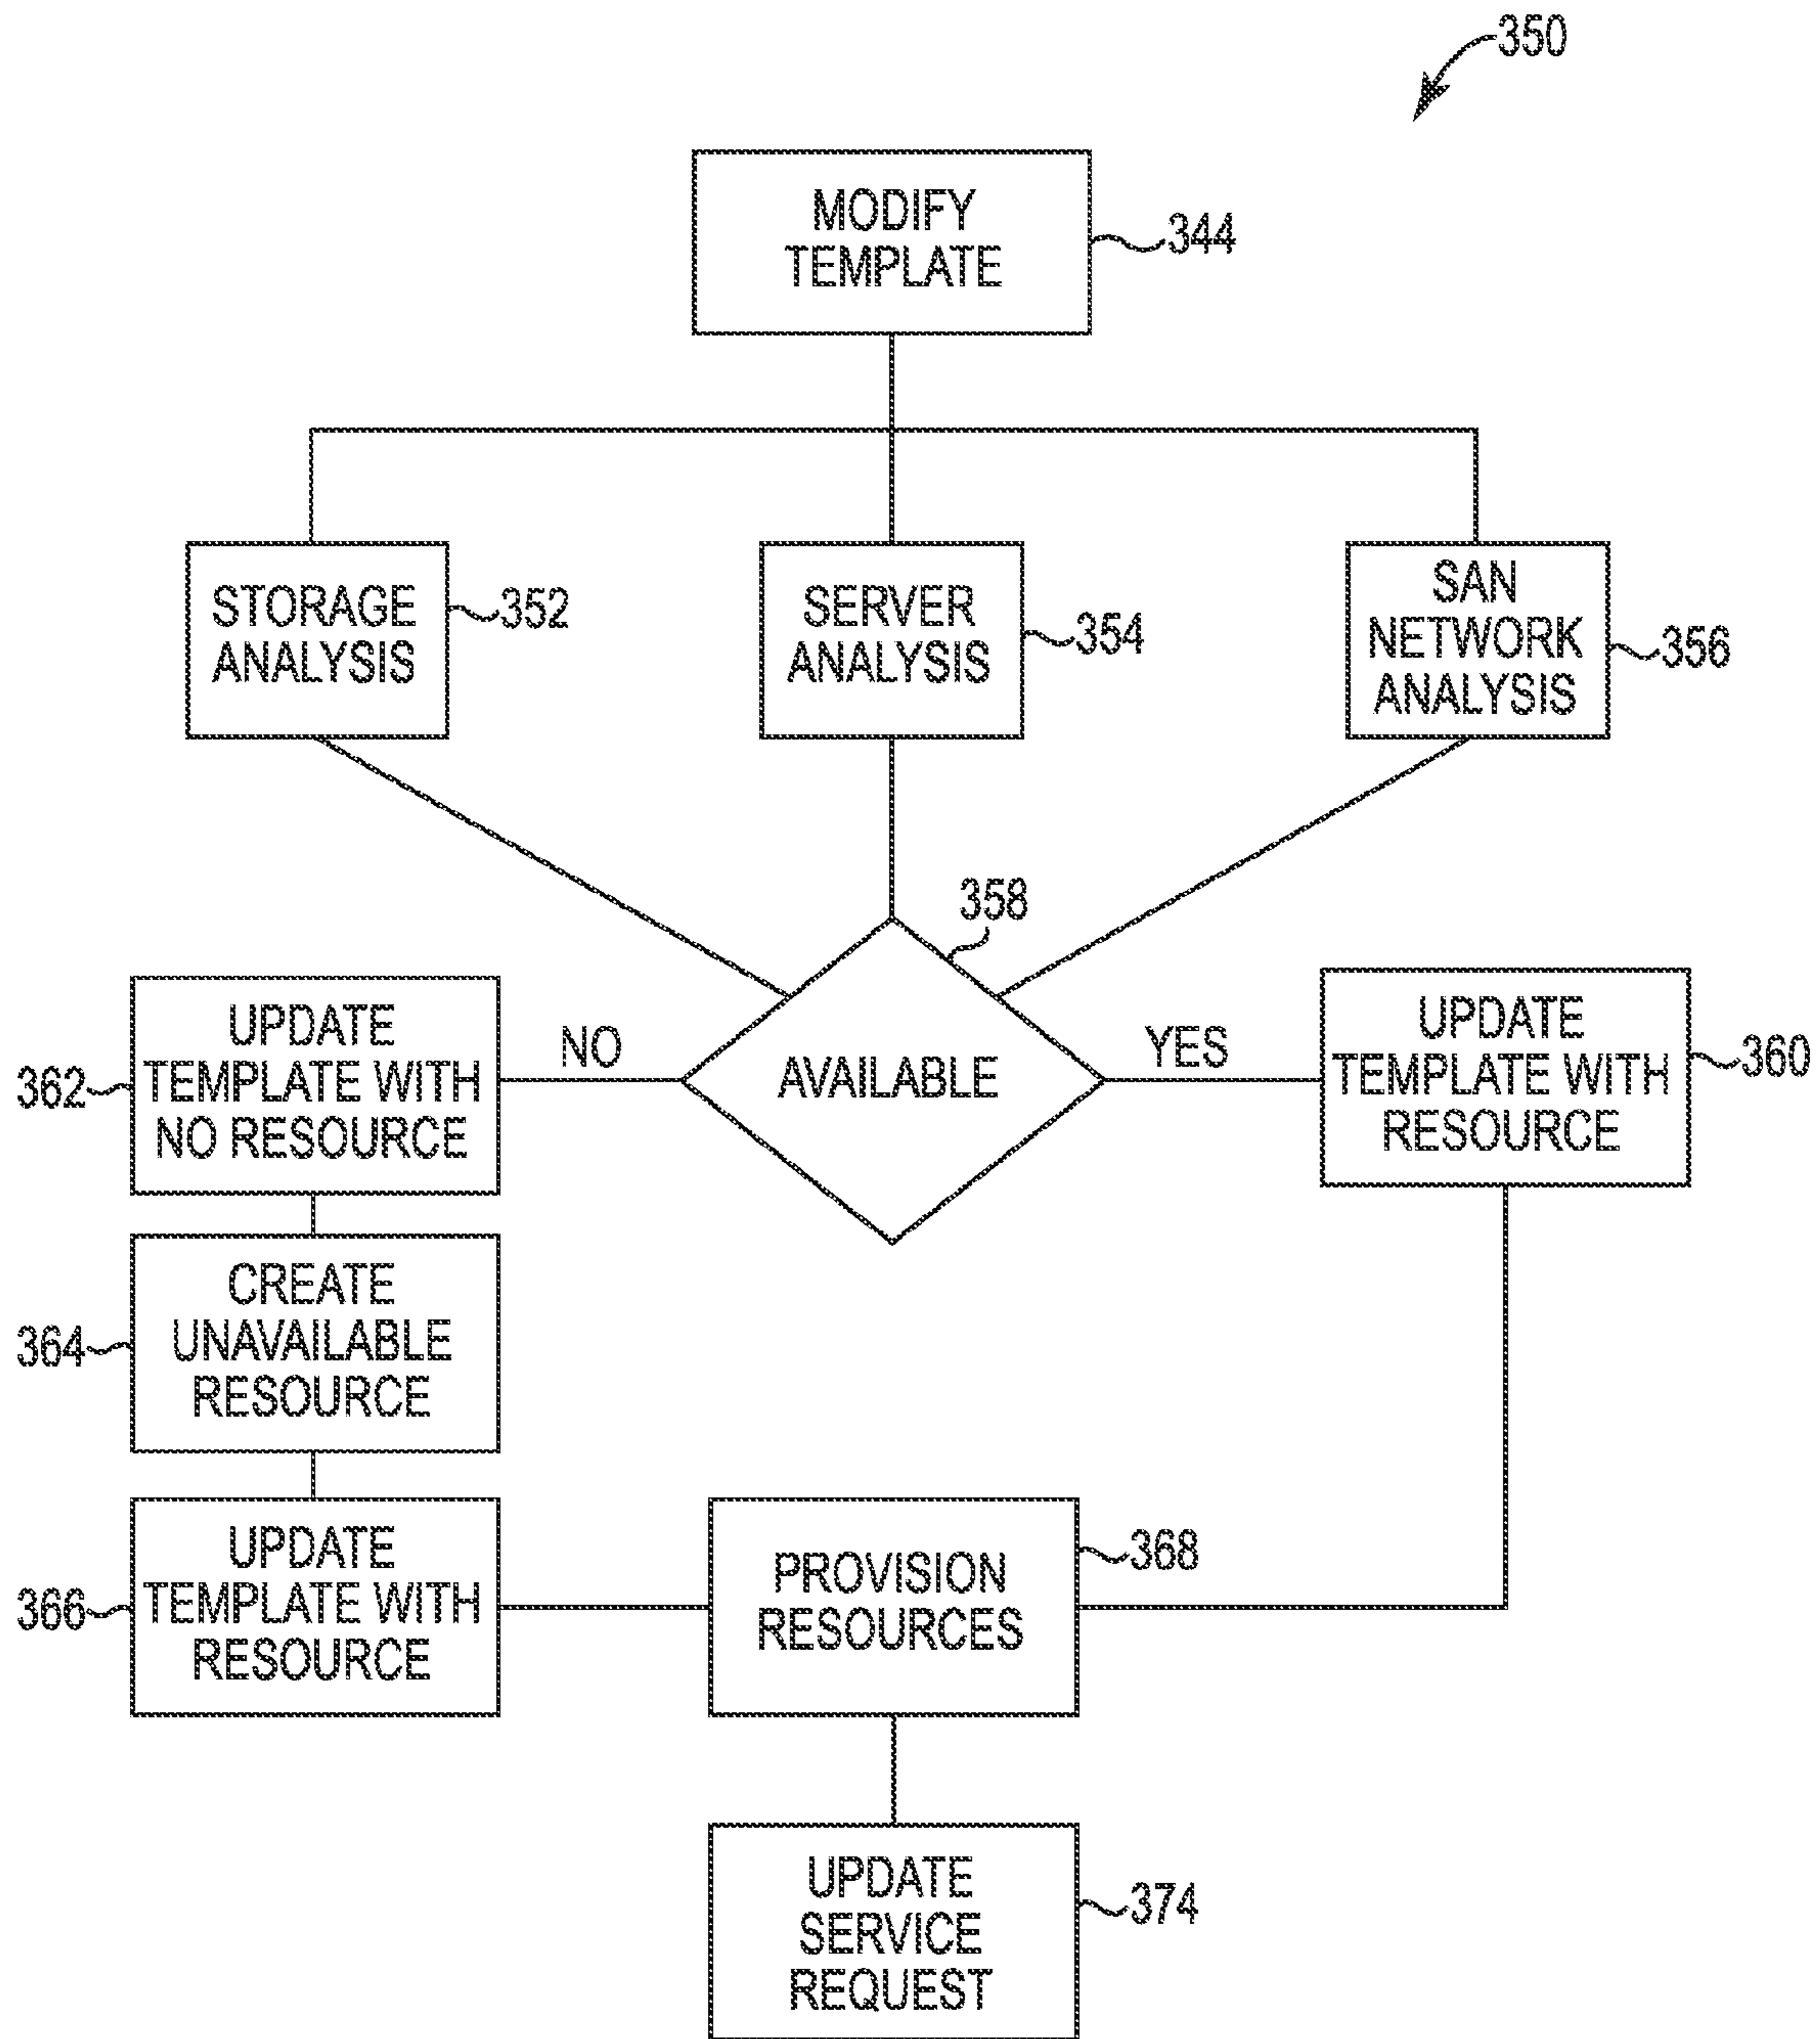 350
MODIFY
TEMPLATE
344
STORAGE
ANALYSIS
352
SERVER
ANALYSIS
354
SAN
NETWORK
ANALYSIS
356
358
AVAILABLE
NO
YES
UPDATE
TEMPLATE WITH
NO RESOURCE
362
UPDATE
TEMPLATE WITH
RESOURCE
360
CREATE
UNAVAILABLE
RESOURCE
364
UPDATE
TEMPLATE WITH
RESOURCE
366
PROVISION
RESOURCES
368
UPDATE
SERVICE
REQUEST
374